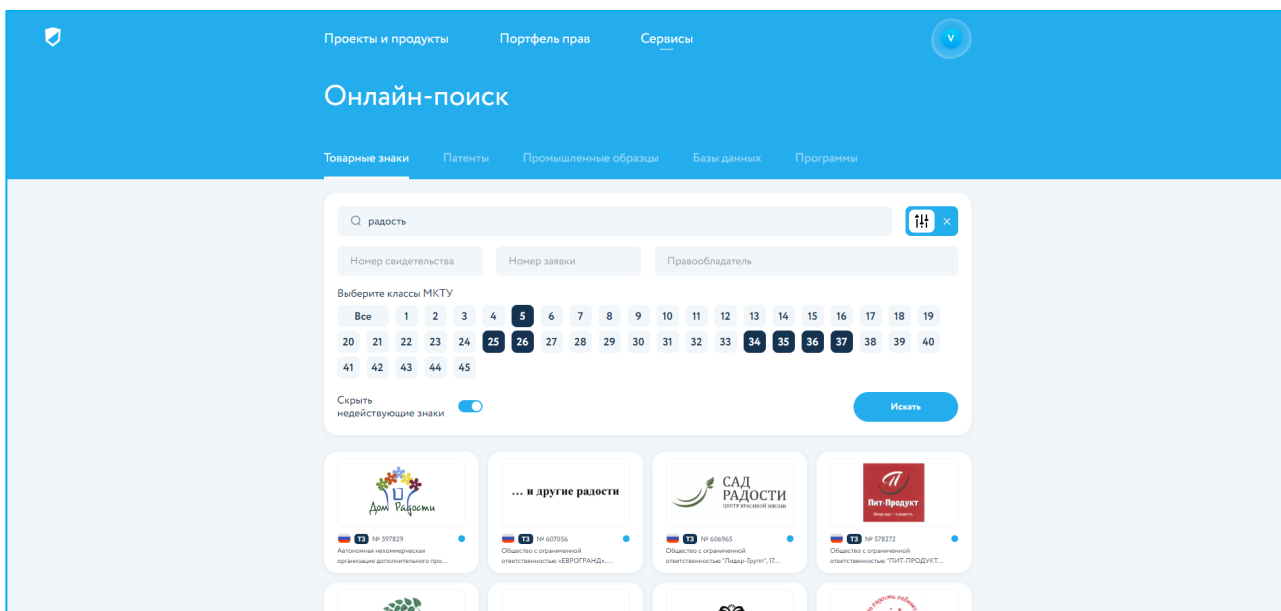 Проекты и продукты Портфель прав Сервисы V
Онлайн-поиск
Товарные знаки Патенты Промышленные образцы Базы данных Программы
радость
Номер свидетельства Номер заявки Правообладатель
Выберите классы МКТУ
Все 1 2 3 4 5 6 7 8 9 10 11 12 13 14 15 16 17 18 19
20 21 22 23 24 25 26 27 28 29 30 31 32 33 34 35 36 37 38 39 40
41 42 43 44 45
Скрыть
недействующие знаки
Искать
Дом Радости
ТЗ № 597829
Автономная некоммерческая
организация дополнительного про...
... и другие радости
ТЗ № 607056
Общество с ограниченной
ответственностью «ЕВРОГРАНД»,...
САД
РАДОСТИ
ЦЕНТР КРАСИВОЙ ЖИЗНИ
ТЗ № 606965
Общество с ограниченной
ответственностью "Лидер-Групп", 17...
Пит-Продукт
ТЗ № 578272
Общество с ограниченной
ответственностью "ПИТ-ПРОДУКТ...